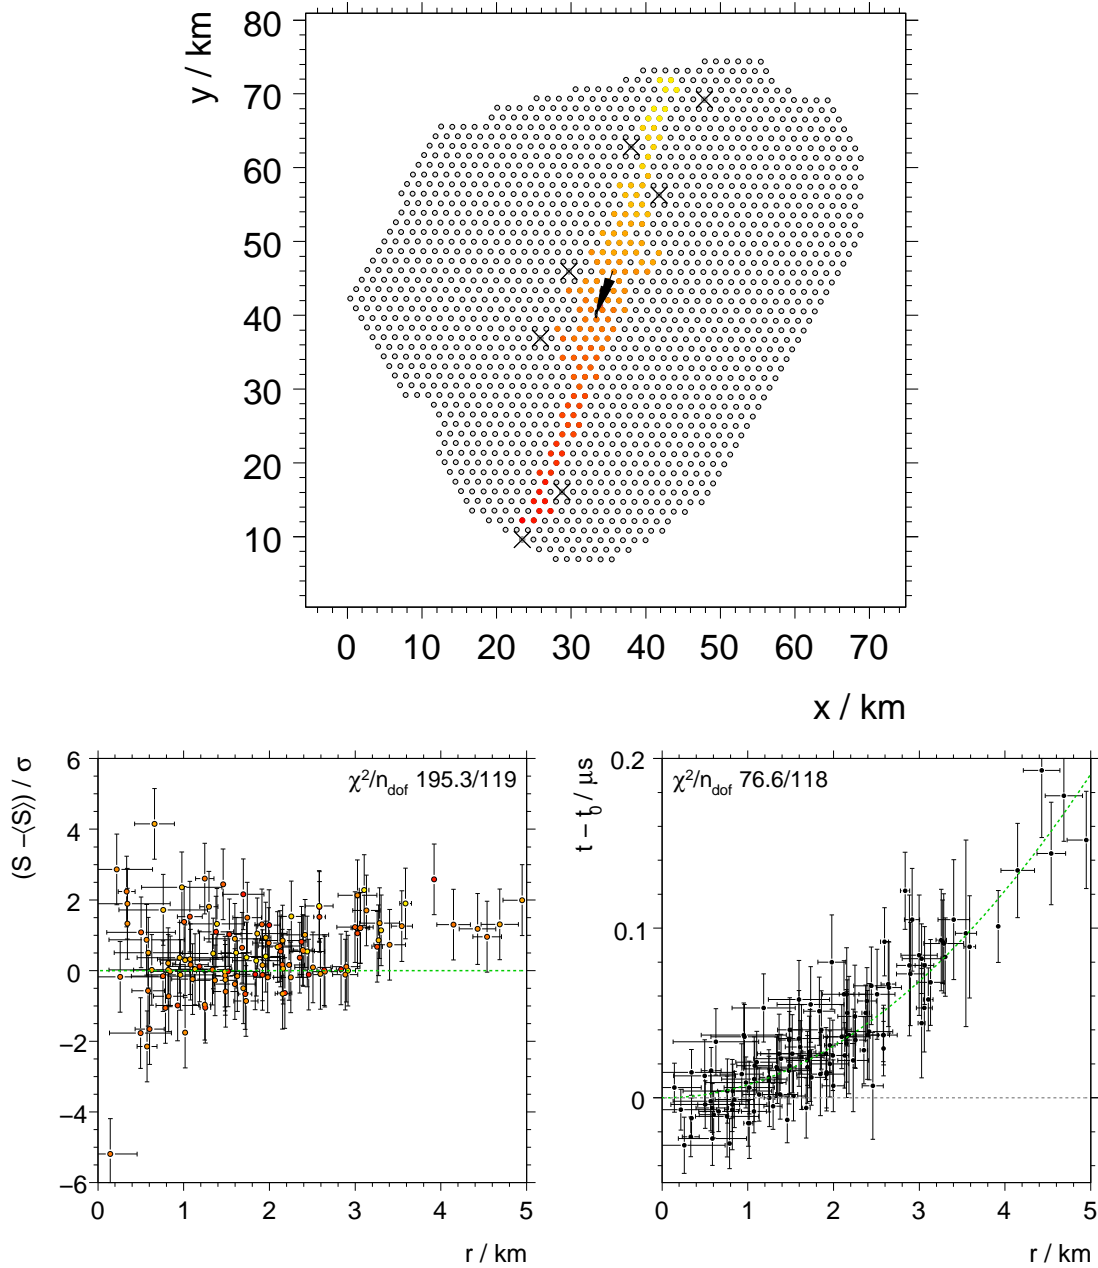 y / km
80
70
60
50
40
30
20
10
0 10 20 30 40 50 60 70
x / km
(S −⟨S⟩) / σ
χ²/n_dof 195.3/119
6
4
2
0
−2
−4
−6
0 1 2 3 4 5
r / km
t − t₀ / μs
χ²/n_dof 76.6/118
0.2
0.1
0
0 1 2 3 4 5
r / km